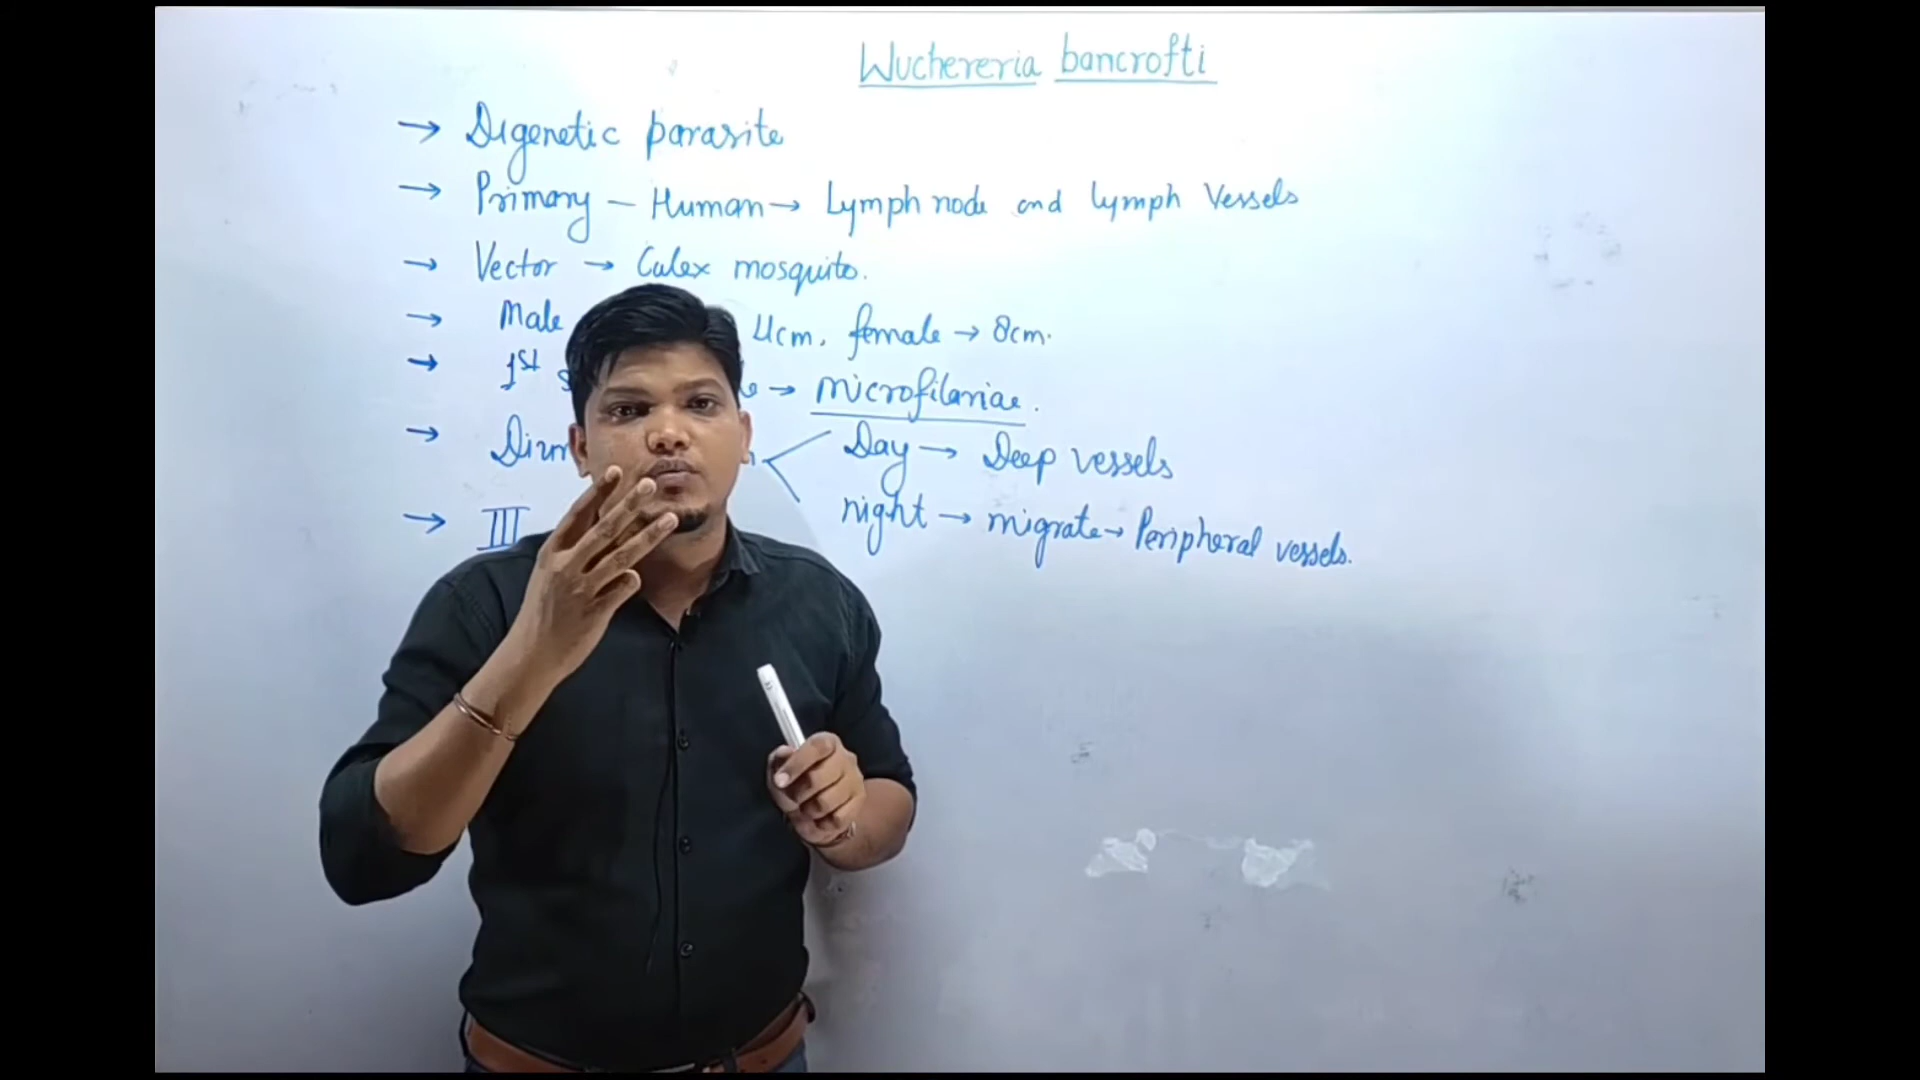 Wuchereria bancrofti
→ Digenetic parasite
→ Primary – Human → Lymph node and lymph Vessels
→ Vector → Culex mosquito.
→ Male 4cm, female → 8cm.
→ 1st → microfilariae.
→ Day → Deep vessels
night → migrate → Peripheral vessels.
→ III